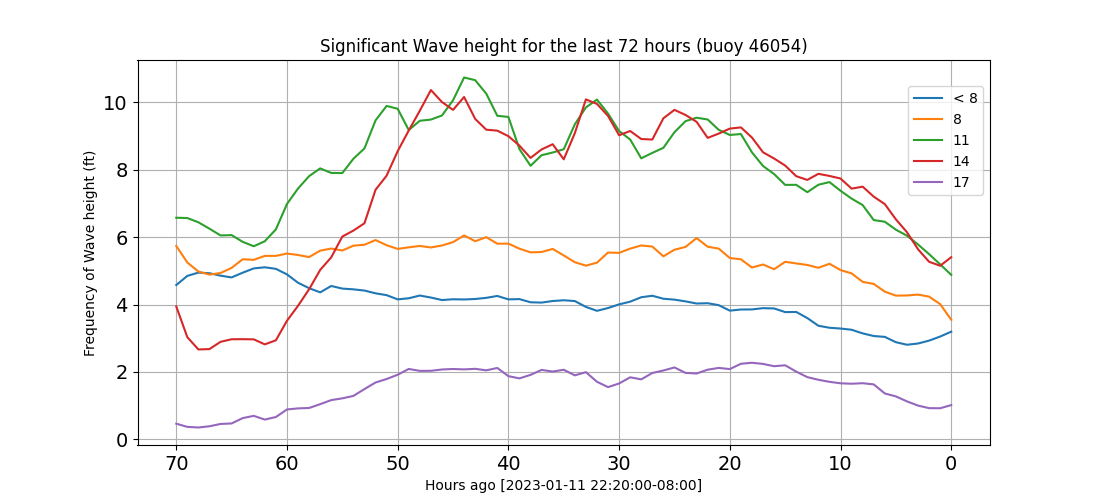 Significant Wave height for the last 72 hours (buoy 46054)
Frequency of Wave height (ft)
10
8
6
4
2
0
< 8
8
11
14
17
70 60 50 40 30 20 10 0
Hours ago [2023-01-11 22:20:00-08:00]